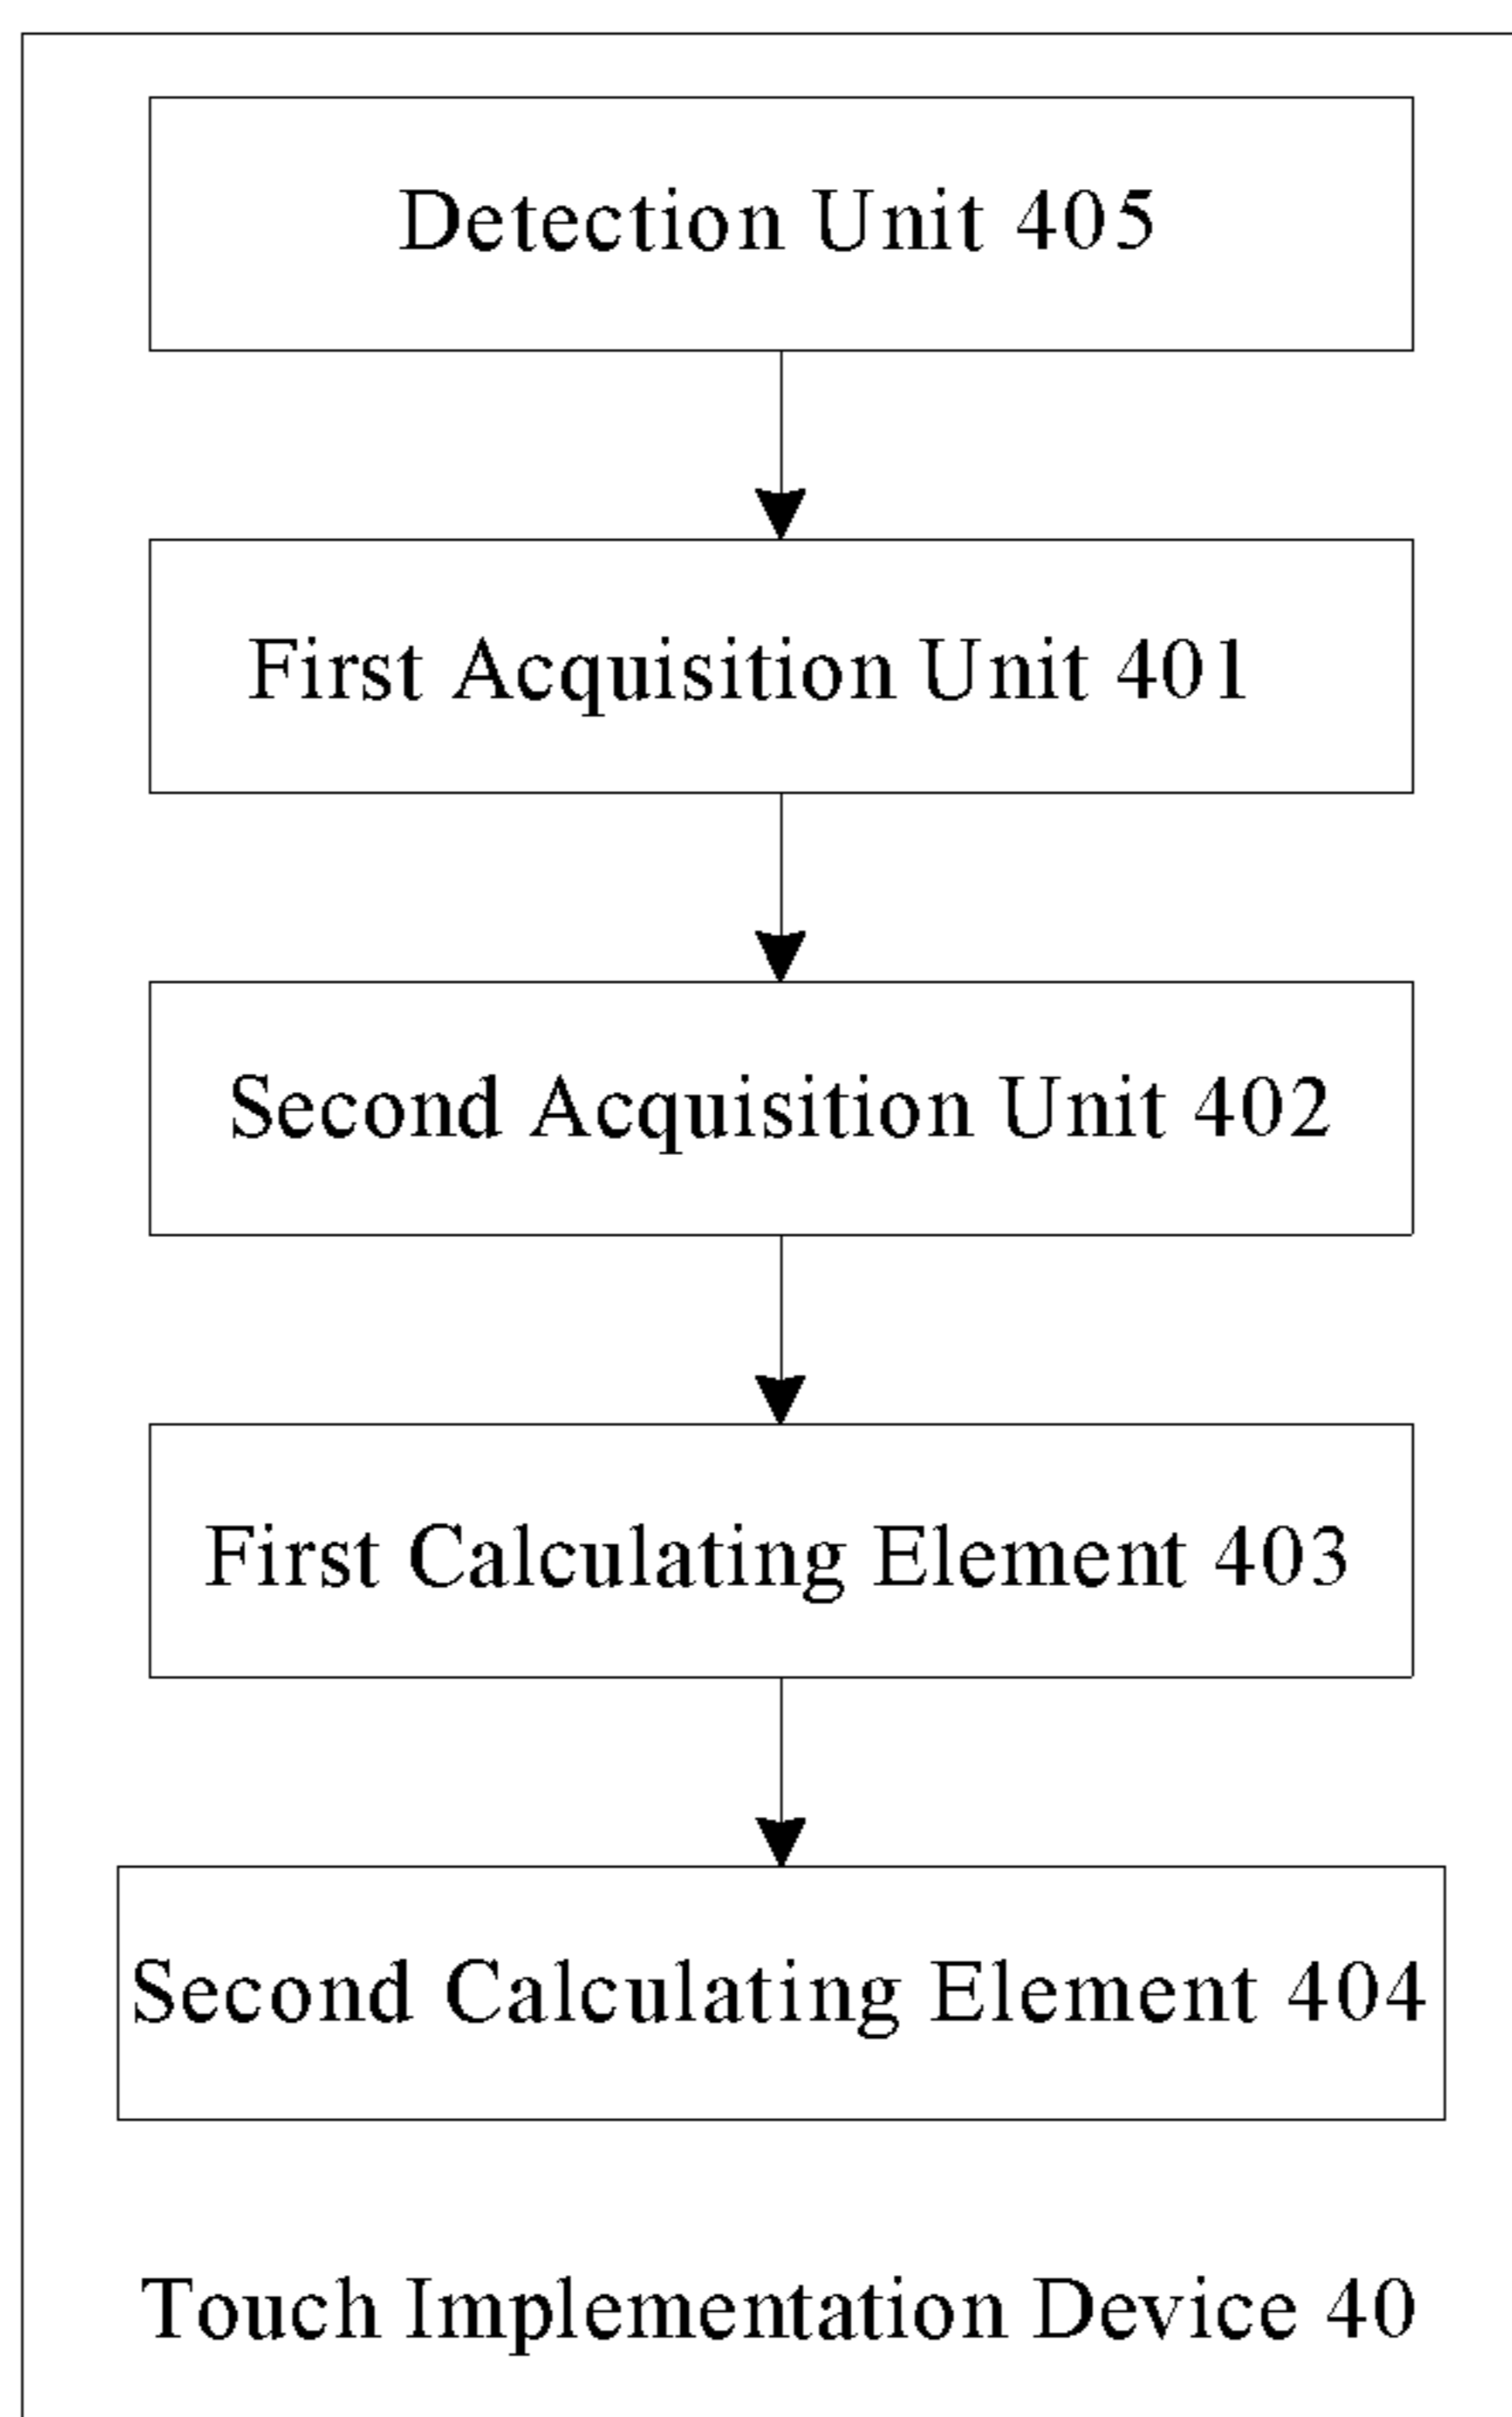 Detection Unit 405
First Acquisition Unit 401
Second Acquisition Unit 402
First Calculating Element 403
Second Calculating Element 404
Touch Implementation Device 40